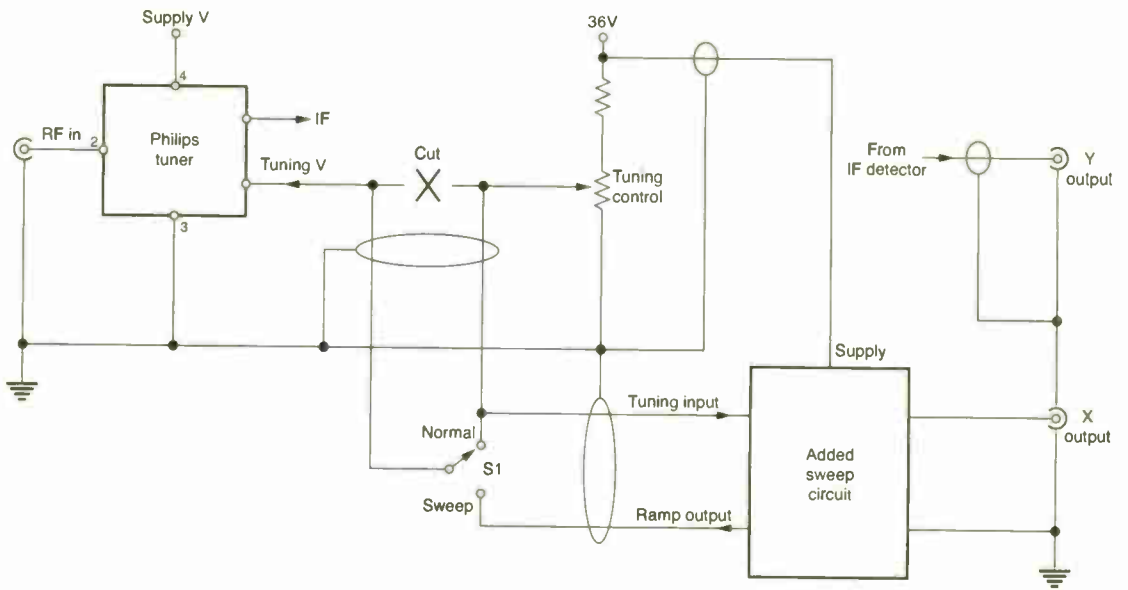 Supply V
36V
4
IF
RF in
2
Philips
tuner
Cut
Tuning V
Tuning
control
From
IF detector
Y
output
3
Supply
Tuning input
Normal
S1
X
output
Added
sweep
circuit
Sweep
Ramp output